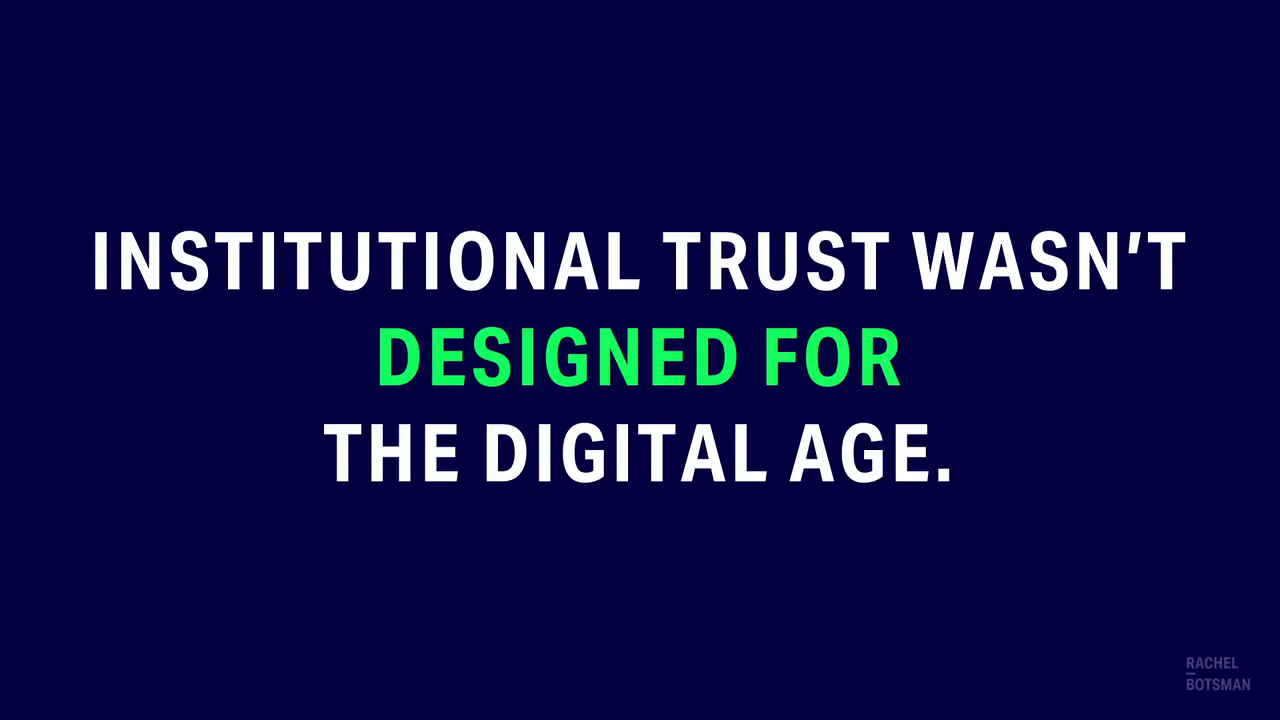 INSTITUTIONAL TRUST WASN’T
DESIGNED FOR
THE DIGITAL AGE.
RACHEL
BOTSMAN